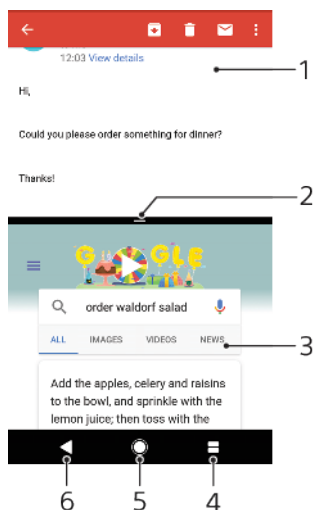 12:03 View details
1
Hi,
Could you please order something for dinner?
Thanks!
2
GOOGLE
order waldorf salad
ALL IMAGES VIDEOS NEWS
3
Add the apples, celery and raisins
to the bowl, and sprinkle with the
lemon juice; then toss with the
6 5 4